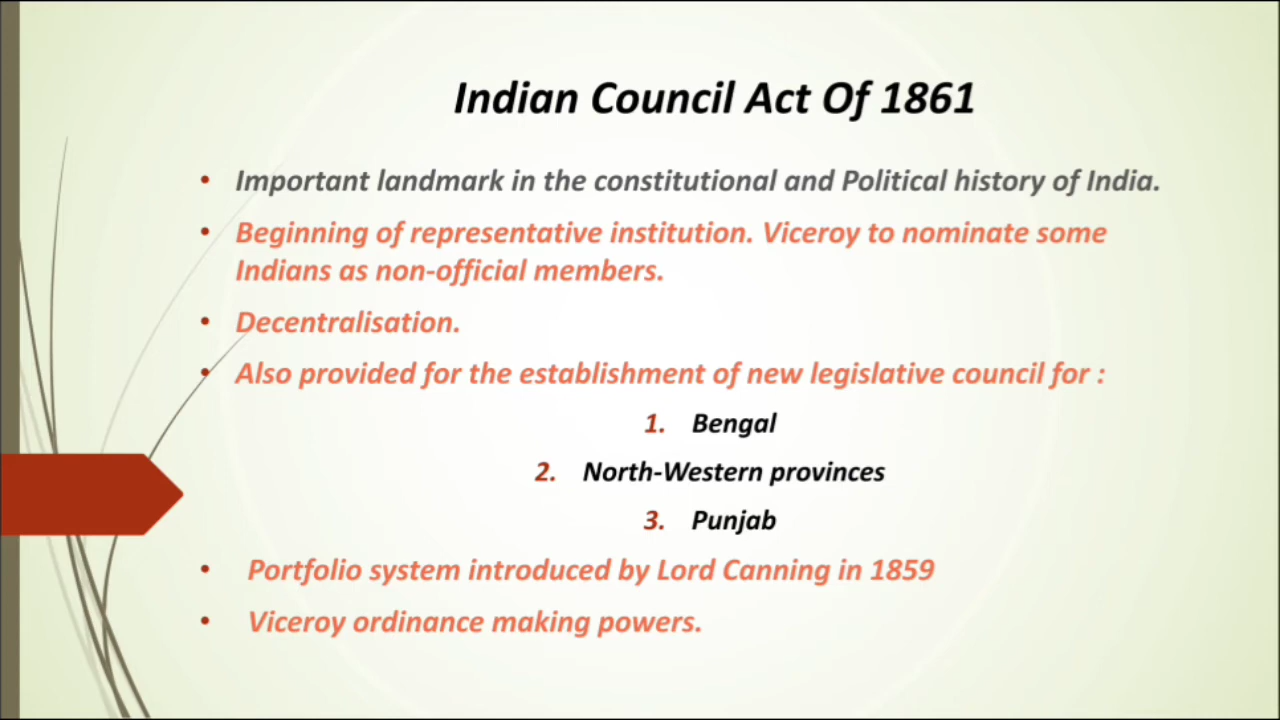 Indian Council Act Of 1861
• Important landmark in the constitutional and Political history of India.
• Beginning of representative institution. Viceroy to nominate some
Indians as non-official members.
• Decentralisation.
• Also provided for the establishment of new legislative council for :
1. Bengal
2. North-Western provinces
3. Punjab
• Portfolio system introduced by Lord Canning in 1859
• Viceroy ordinance making powers.